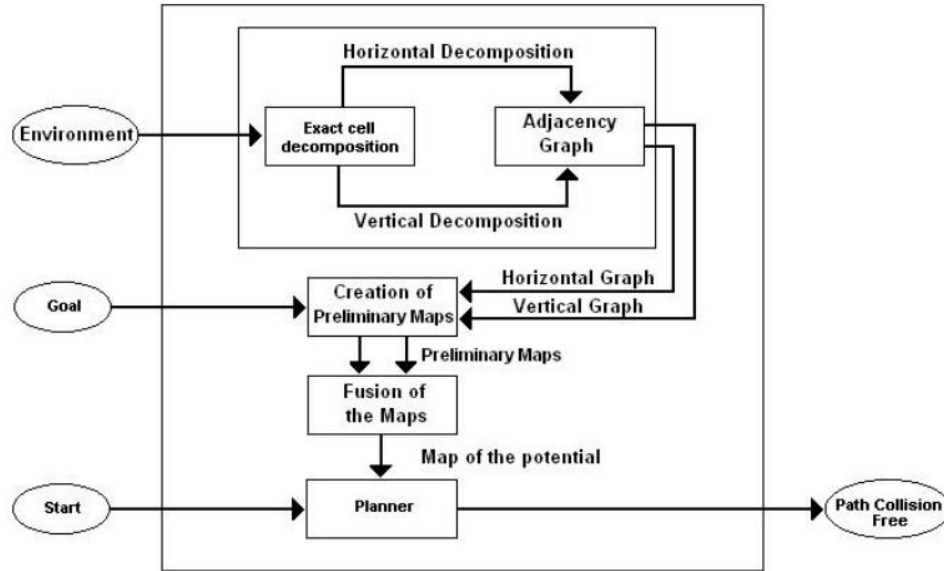 Horizontal Decomposition
Environment
Exact cell
decomposition
Adjacency
Graph
Vertical Decomposition
Horizontal Graph
Goal
Creation of
Preliminary Maps
Vertical Graph
Preliminary Maps
Fusion of
the Maps
Map of the potential
Start
Planner
Path Collision
Free